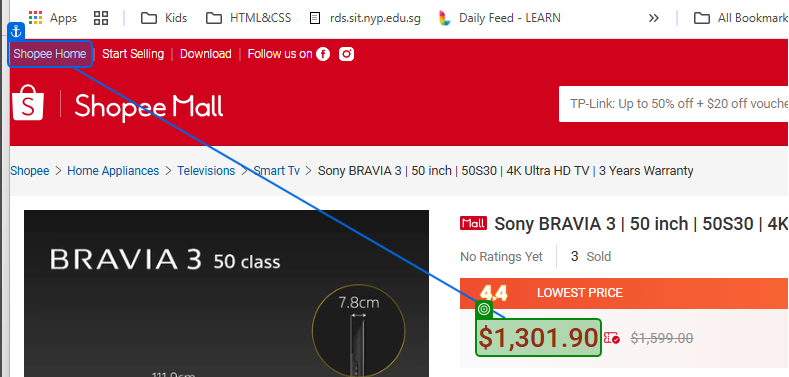 Apps Kids HTML&CSS rds.sit.nyp.edu.sg Daily Feed - LEARN » All Bookmark
Shopee Home | Start Selling | Download | Follow us on
S | Shopee Mall
TP-Link: Up to 50% off + $20 off vouche
Shopee > Home Appliances > Televisions > Smart Tv > Sony BRAVIA 3 | 50 inch | 50S30 | 4K Ultra HD TV | 3 Years Warranty
Mall Sony BRAVIA 3 | 50 inch | 50S30 | 4K
No Ratings Yet 3 Sold
BRAVIA 3 50 class
4.4 LOWEST PRICE
7.8cm
$1,301.90 $1,599.00
111.9cm